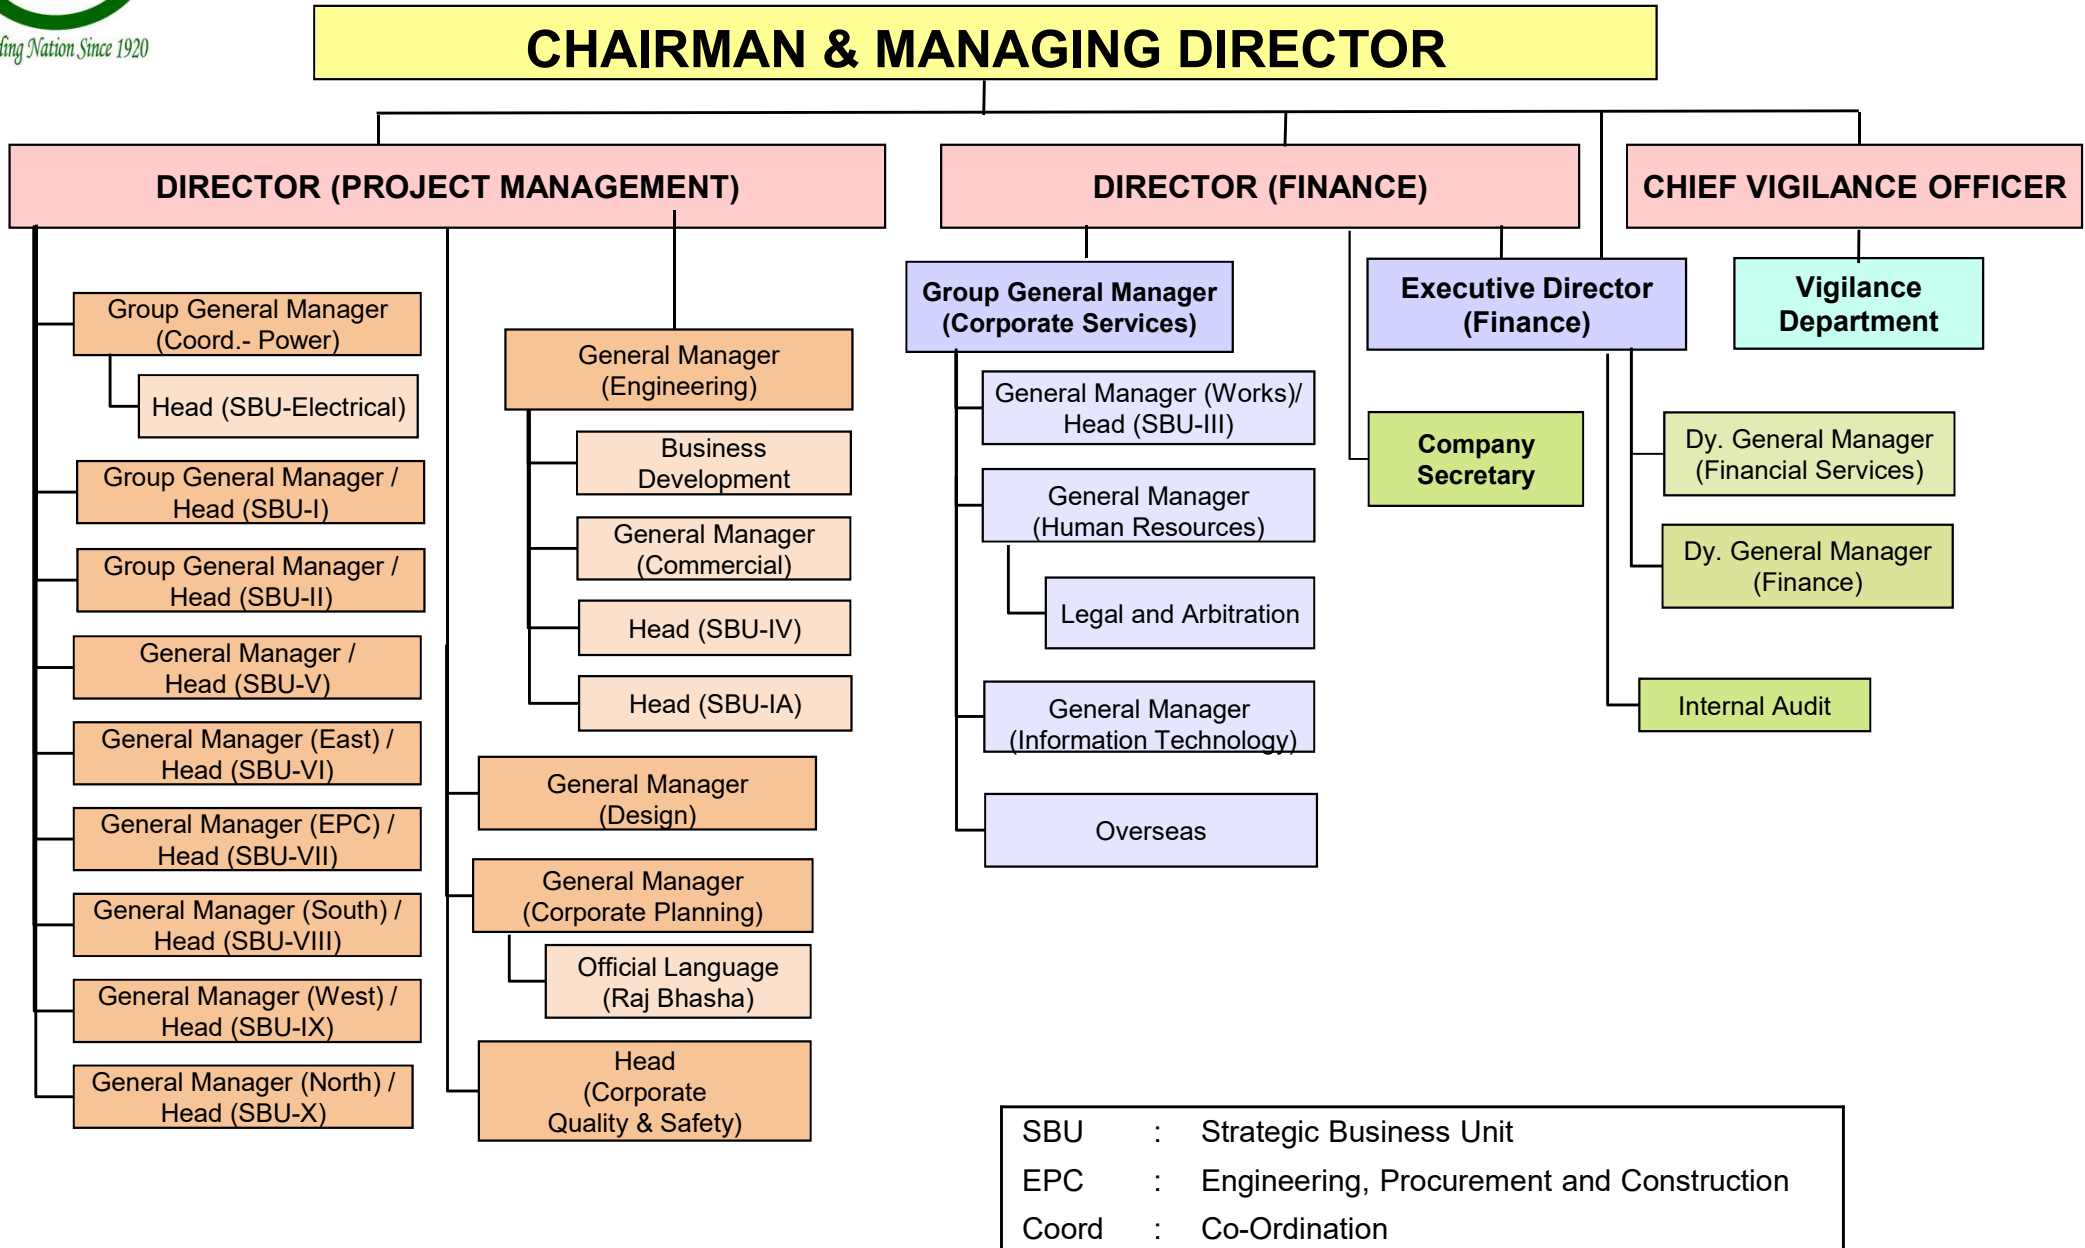 ding Nation Since 1920
CHAIRMAN & MANAGING DIRECTOR
DIRECTOR (PROJECT MANAGEMENT)
DIRECTOR (FINANCE)
CHIEF VIGILANCE OFFICER
Group General Manager
(Coord.- Power)
Head (SBU-Electrical)
Group General Manager /
Head (SBU-I)
Group General Manager /
Head (SBU-II)
General Manager /
Head (SBU-V)
General Manager (East) /
Head (SBU-VI)
General Manager (EPC) /
Head (SBU-VII)
General Manager (South) /
Head (SBU-VIII)
General Manager (West) /
Head (SBU-IX)
General Manager (North) /
Head (SBU-X)
General Manager
(Engineering)
Business
Development
General Manager
(Commercial)
Head (SBU-IV)
Head (SBU-IA)
General Manager
(Design)
General Manager
(Corporate Planning)
Official Language
(Raj Bhasha)
Head
(Corporate
Quality & Safety)
Group General Manager
(Corporate Services)
General Manager (Works)/
Head (SBU-III)
General Manager
(Human Resources)
Legal and Arbitration
General Manager
(Information Technology)
Overseas
Company
Secretary
Executive Director
(Finance)
Dy. General Manager
(Financial Services)
Dy. General Manager
(Finance)
Internal Audit
Vigilance
Department
SBU : Strategic Business Unit
EPC : Engineering, Procurement and Construction
Coord : Co-Ordination